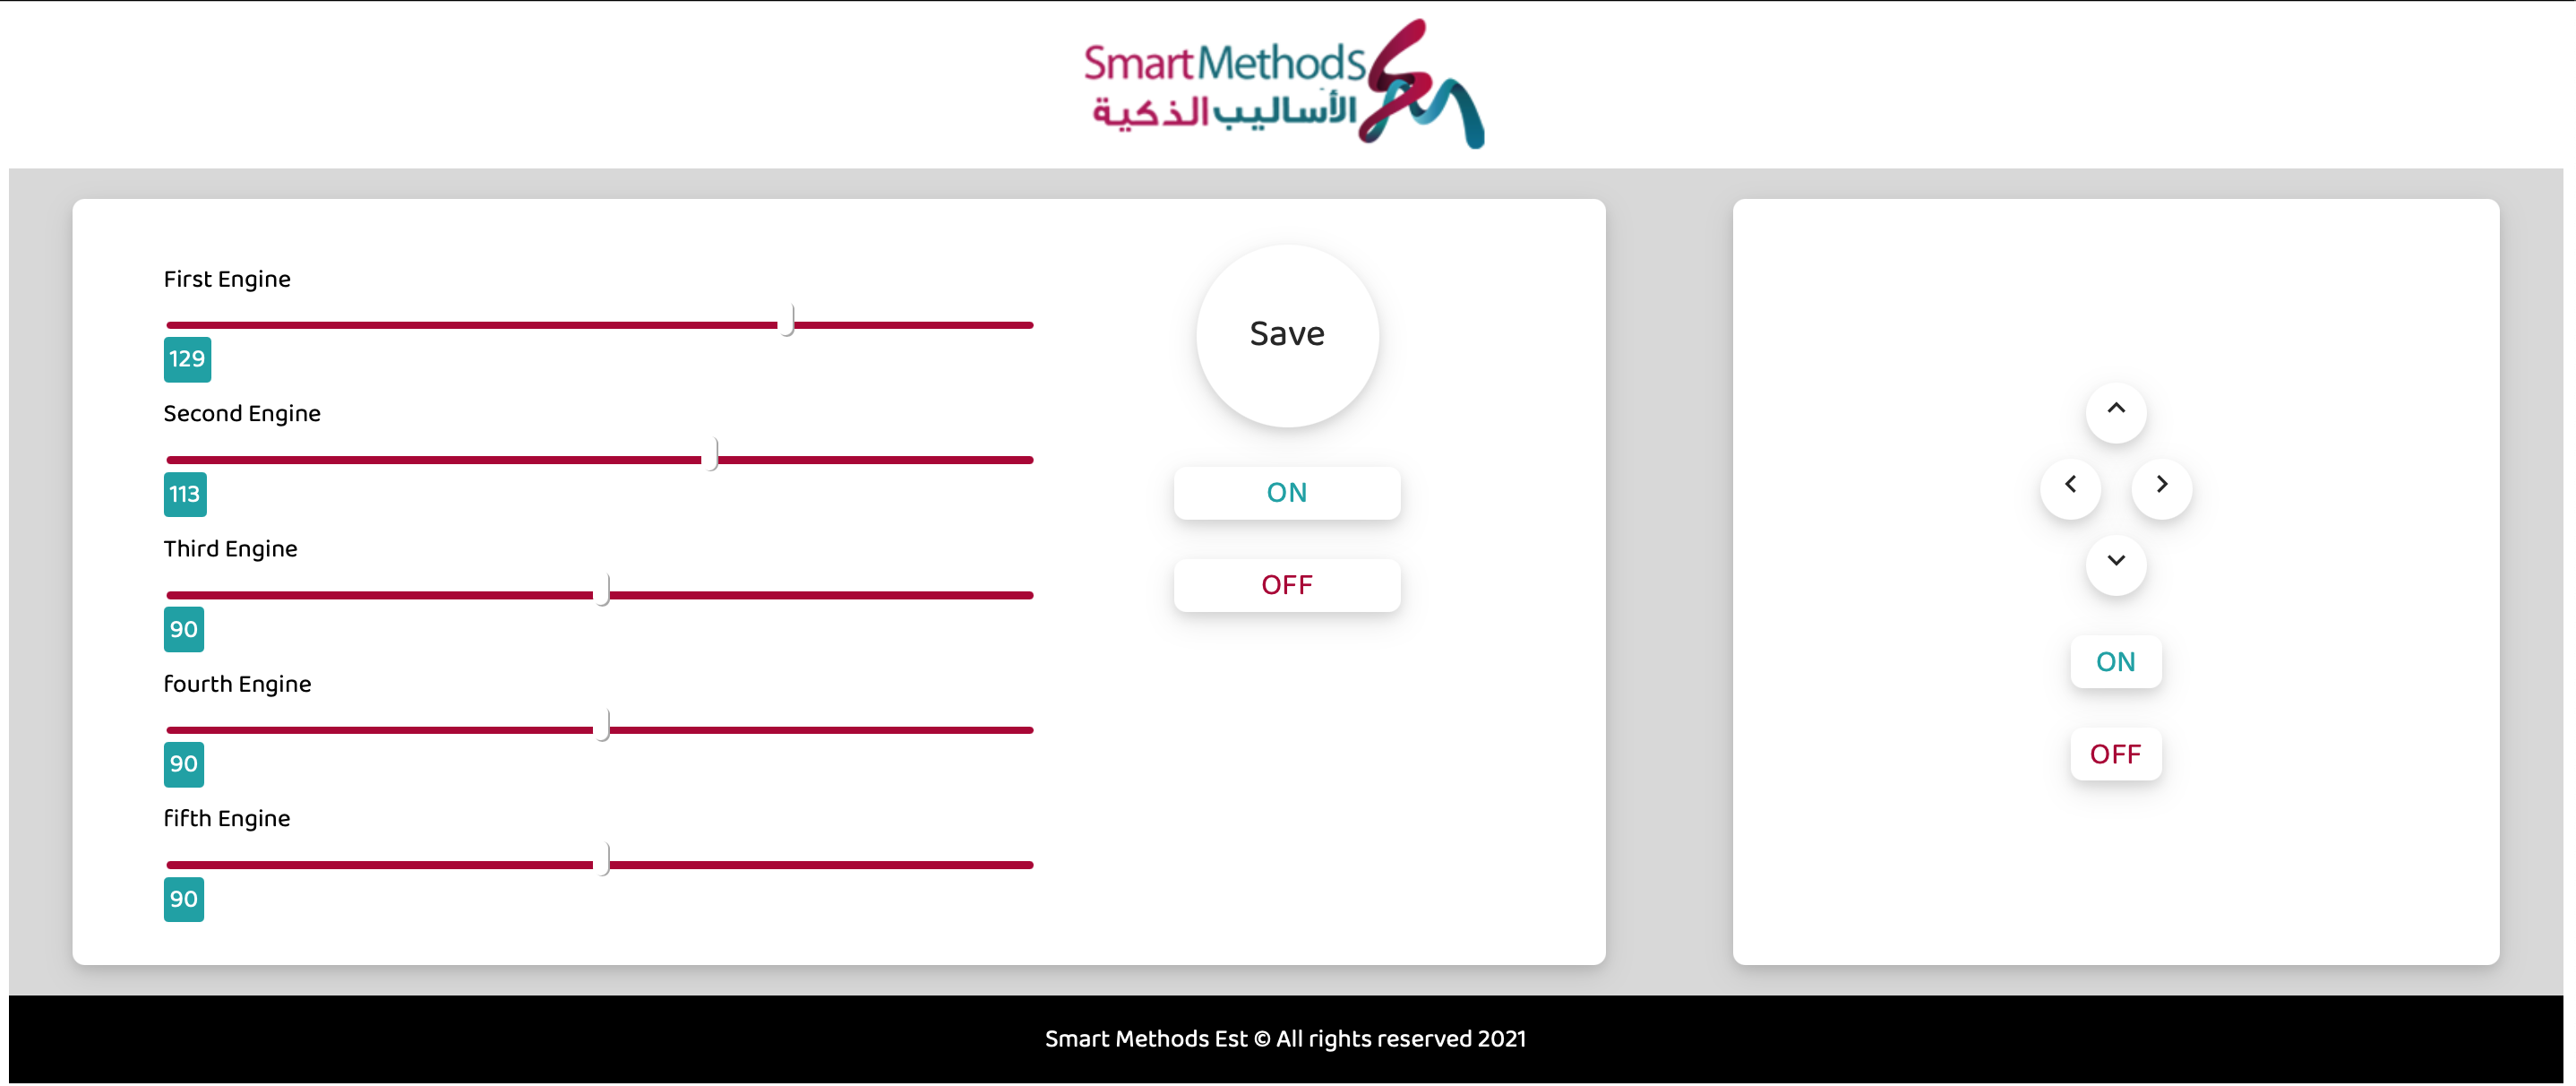 SmartMethods
الأساليب الذكية
First Engine
129
Second Engine
113
Third Engine
90
fourth Engine
90
fifth Engine
90
Save
ON
OFF
ON
OFF
Smart Methods Est © All rights reserved 2021